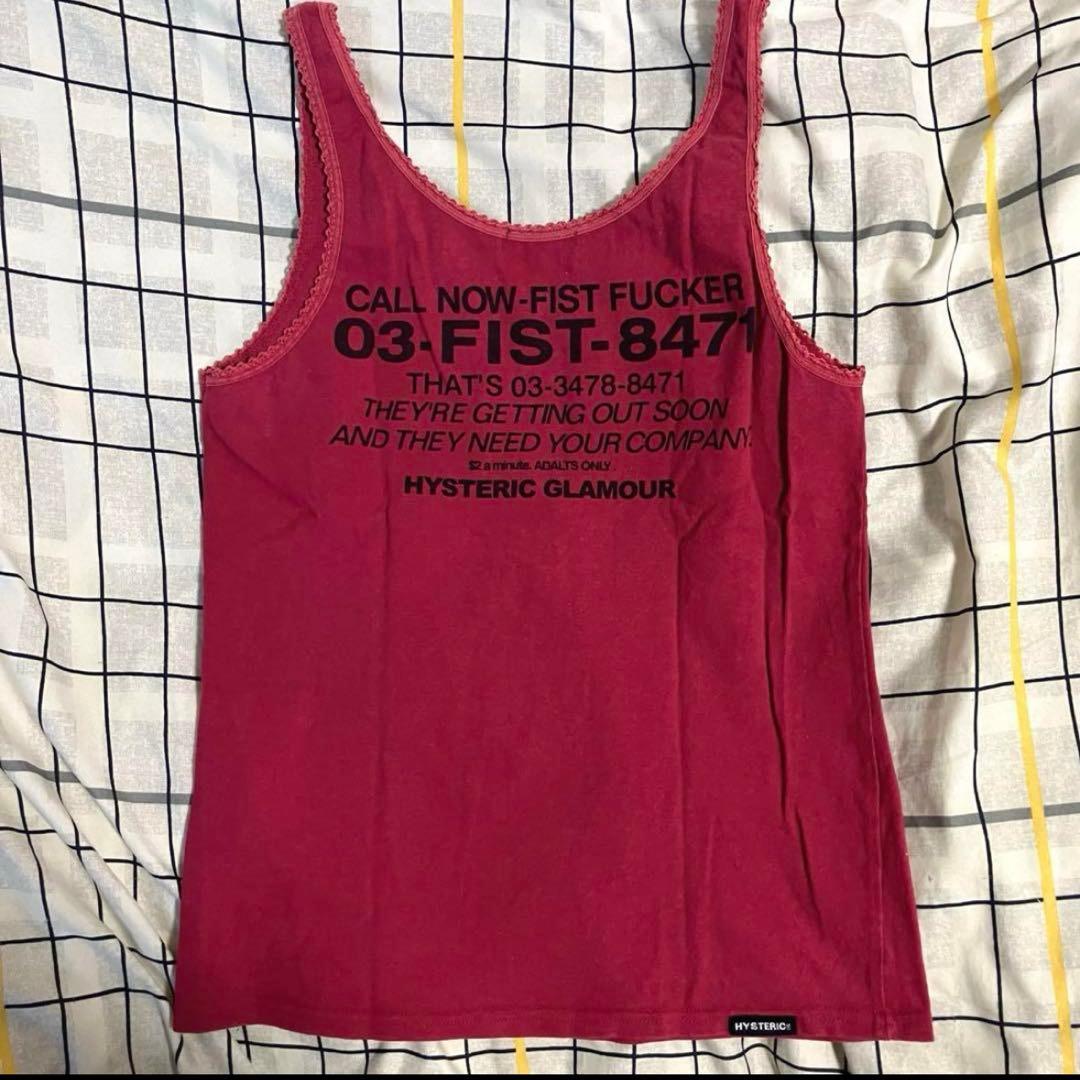 CALL NOW-FIST FUCKER
03-FIST-8471
THAT'S 03-3478-8471
THEY'RE GETTING OUT SOON
AND THEY NEED YOUR COMPANY.
$2 a minute. ADALTS ONLY.
HYSTERIC GLAMOUR
HYSTERIC